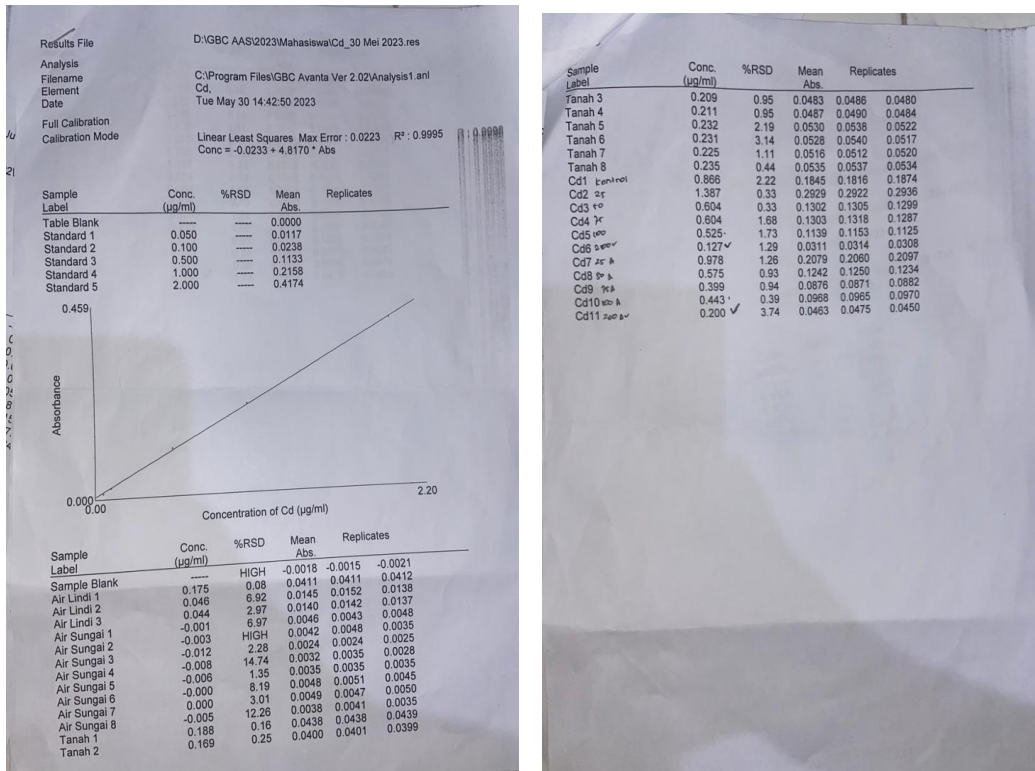 Results File D:\GBC AAS\2023\Mahasiswa\Cd_30 Mei 2023.res
Analysis
Filename C:\Program Files\GBC Avanta Ver 2.02\Analysis1.anl
Element Cd,
Date Tue May 30 14:42:50 2023
Full Calibration
Calibration Mode Linear Least Squares Max Error : 0.0223 R² : 0.9995
Conc = -0.0233 + 4.8170 * Abs
Sample Conc. %RSD Mean Replicates
Label (µg/ml) Abs.
Table Blank ----- ----- 0.0000
Standard 1 0.050 ----- 0.0117
Standard 2 0.100 ----- 0.0238
Standard 3 0.500 ----- 0.1133
Standard 4 1.000 ----- 0.2158
Standard 5 2.000 ----- 0.4174
0.459
Absorbance
0.000
0.00 2.20
Concentration of Cd (µg/ml)
Sample Conc. %RSD Mean Replicates
Label (µg/ml) Abs.
Sample Blank ----- HIGH -0.0018 -0.0015 -0.0021
Air Lindi 1 0.175 0.08 0.0411 0.0411 0.0412
Air Lindi 2 0.046 6.92 0.0145 0.0152 0.0138
Air Lindi 3 0.044 2.97 0.0140 0.0142 0.0137
Air Sungai 1 -0.001 6.97 0.0046 0.0043 0.0048
Air Sungai 2 -0.003 HIGH 0.0042 0.0048 0.0035
Air Sungai 3 -0.012 2.28 0.0024 0.0024 0.0025
Air Sungai 4 -0.008 14.74 0.0032 0.0035 0.0028
Air Sungai 5 -0.006 1.35 0.0035 0.0035 0.0035
Air Sungai 6 -0.000 8.19 0.0048 0.0051 0.0045
Air Sungai 7 0.000 3.01 0.0049 0.0047 0.0050
Air Sungai 8 -0.005 12.26 0.0038 0.0041 0.0035
Tanah 1 0.188 0.16 0.0438 0.0438 0.0439
Tanah 2 0.169 0.25 0.0400 0.0401 0.0399
Sample Conc. %RSD Mean Replicates
Label (µg/ml) Abs.
Tanah 3 0.209 0.95 0.0483 0.0486 0.0480
Tanah 4 0.211 0.95 0.0487 0.0490 0.0484
Tanah 5 0.232 2.19 0.0530 0.0538 0.0522
Tanah 6 0.231 3.14 0.0528 0.0540 0.0517
Tanah 7 0.225 1.11 0.0516 0.0512 0.0520
Tanah 8 0.235 0.44 0.0535 0.0537 0.0534
Cd1 kontrol 0.866 2.22 0.1845 0.1816 0.1874
Cd2 25 1.387 0.33 0.2929 0.2922 0.2936
Cd3 50 0.604 0.33 0.1302 0.1305 0.1299
Cd4 75 0.604 1.68 0.1303 0.1318 0.1287
Cd5 100 0.525 1.73 0.1139 0.1153 0.1125
Cd6 200 0.127 ✓ 1.29 0.0311 0.0314 0.0308
Cd7 25 A 0.978 1.26 0.2079 0.2060 0.2097
Cd8 50 A 0.575 0.93 0.1242 0.1250 0.1234
Cd9 75A 0.399 0.94 0.0876 0.0871 0.0882
Cd10 100 A 0.443 0.39 0.0968 0.0965 0.0970
Cd11 200 A 0.200 ✓ 3.74 0.0463 0.0475 0.0450